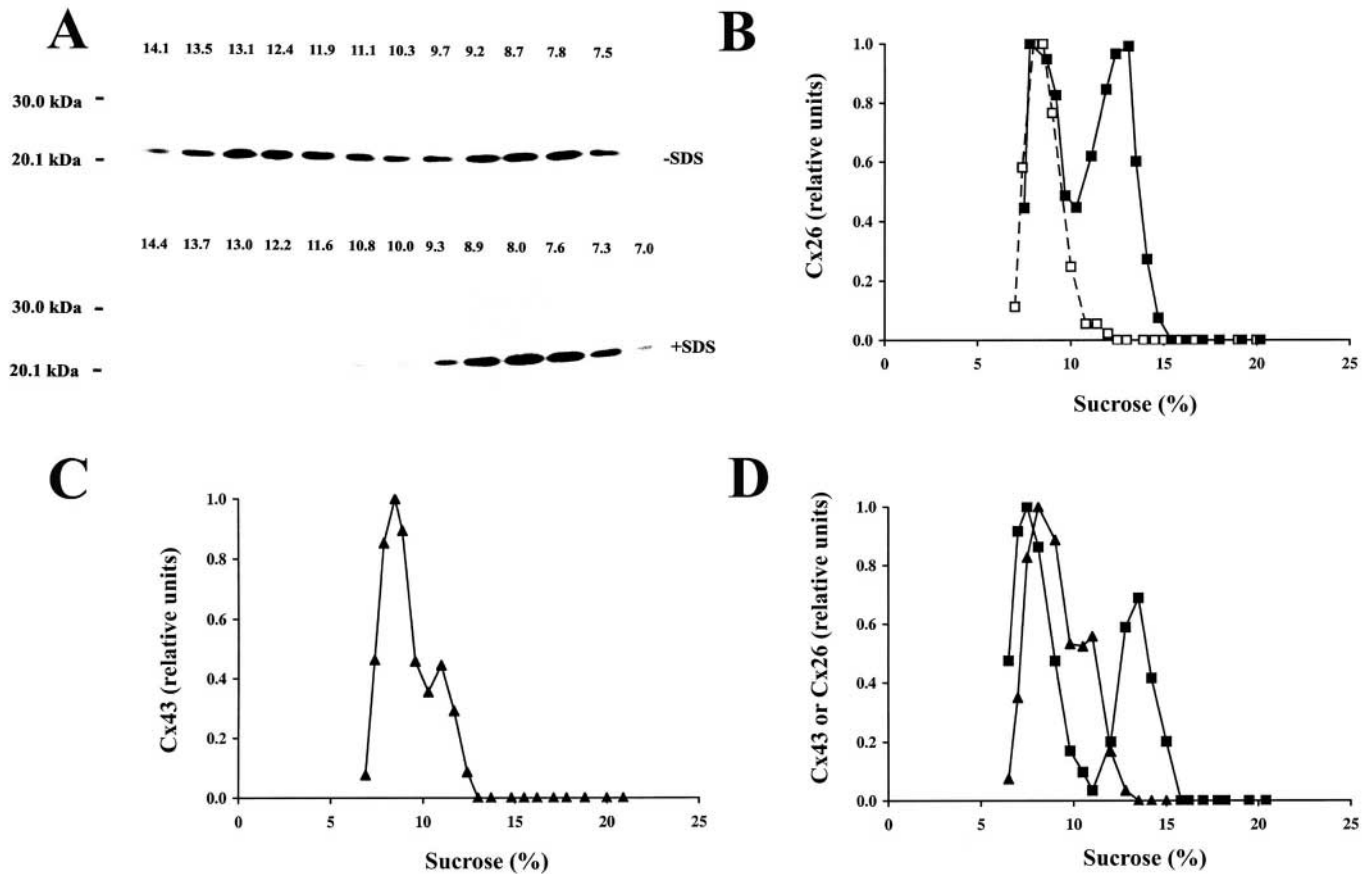 A
14.1 13.5 13.1 12.4 11.9 11.1 10.3 9.7 9.2 8.7 7.8 7.5
30.0 kDa -
20.1 kDa -
-SDS
14.4 13.7 13.0 12.2 11.6 10.8 10.0 9.3 8.9 8.0 7.6 7.3 7.0
30.0 kDa -
20.1 kDa -
+SDS
B
Cx26 (relative units)
1.0
0.8
0.6
0.4
0.2
0.0
0 5 10 15 20 25
Sucrose (%)
C
Cx43 (relative units)
1.0
0.8
0.6
0.4
0.2
0.0
0 5 10 15 20 25
Sucrose (%)
D
Cx43 or Cx26 (relative units)
1.0
0.8
0.6
0.4
0.2
0.0
0 5 10 15 20 25
Sucrose (%)